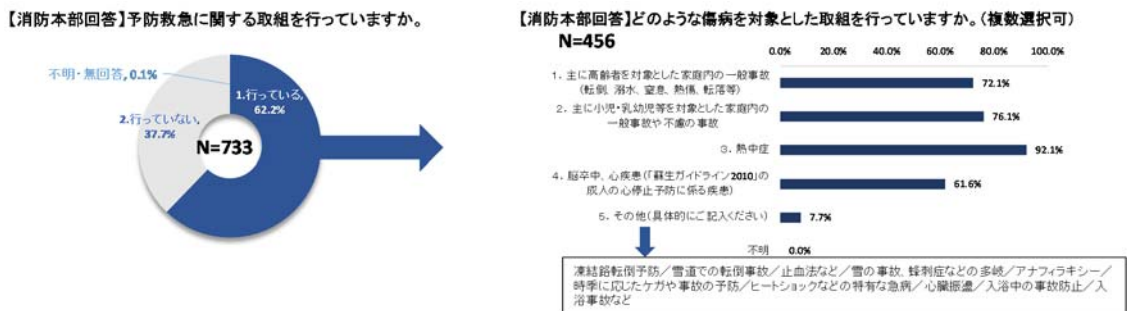 【消防本部回答】予防救急に関する取組を行っていますか。
不明・無回答, 0.1%
1.行っている,
62.2%
2.行っていない,
37.7%
N=733
【消防本部回答】どのような傷病を対象とした取組を行っていますか。(複数選択可)
N=456
0.0% 20.0% 40.0% 60.0% 80.0% 100.0%
1. 主に高齢者を対象とした家庭内の一般事故
(転倒、溺水、窒息、熱傷、転落等)
72.1%
2. 主に小児・乳幼児等を対象とした家庭内の
一般事故や不慮の事故
76.1%
3. 熱中症
92.1%
4. 脳卒中、心疾患(「蘇生ガイドライン2010」の
成人の心停止予防に係る疾患)
61.6%
5. その他(具体的にご記入ください)
7.7%
不明
0.0%
凍結路転倒予防/雪道での転倒事故/止血法など/雪の事故、蜂刺症などの多岐/アナフィラキシー/
時季に応じたケガや事故の予防/ヒートショックなどの特有な急病/心臓振盪/入浴中の事故防止/入
浴事故など